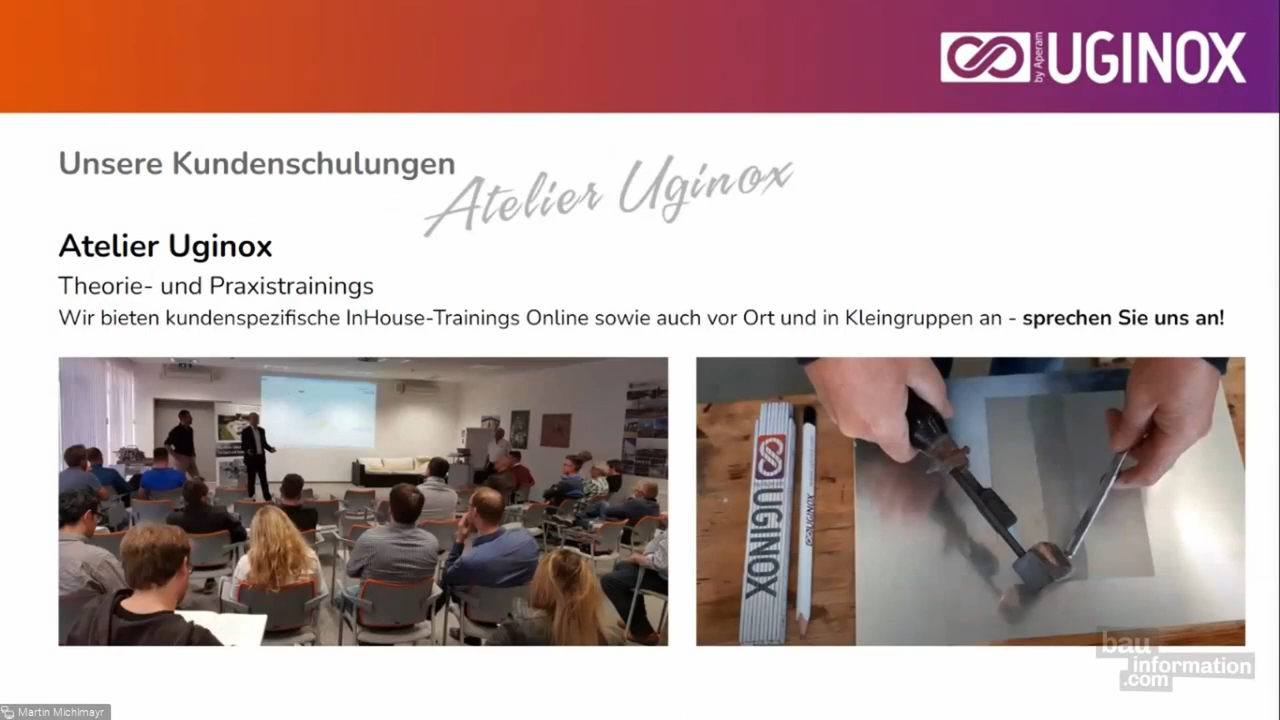 by Aperam
UGINOX
Unsere Kundenschulungen
Atelier Uginox
Atelier Uginox
Theorie- und Praxistrainings
Wir bieten kundenspezifische InHouse-Trainings Online sowie auch vor Ort und in Kleingruppen an - sprechen Sie uns an!
UGINOX
UGINOX
bau
information
.com
Martin Michlmayr